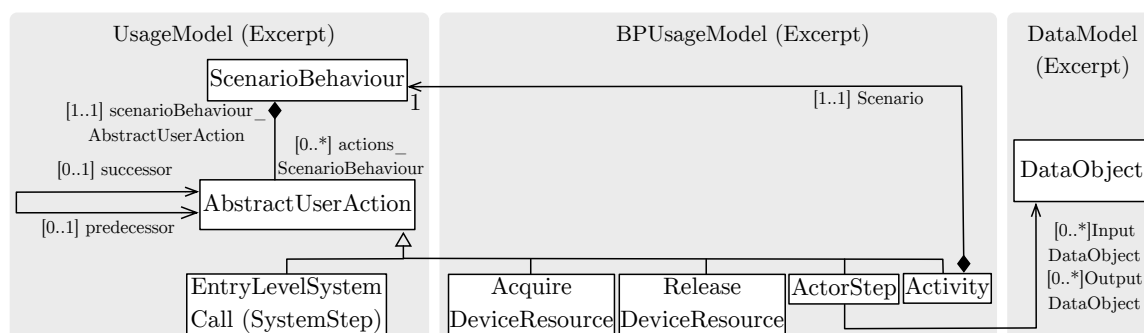 UsageModel (Excerpt)
BPUsageModel (Excerpt)
DataModel
(Excerpt)
ScenarioBehaviour
1
[1..1] Scenario
[1..1] scenarioBehaviour_
AbstractUserAction
[0..*] actions_
ScenarioBehaviour
[0..1] successor
AbstractUserAction
[0..1] predecessor
DataObject
[0..*]Input
DataObject
[0..*]Output
DataObject
EntryLevelSystem
Call (SystemStep)
Acquire
DeviceResource
Release
DeviceResource
ActorStep
Activity